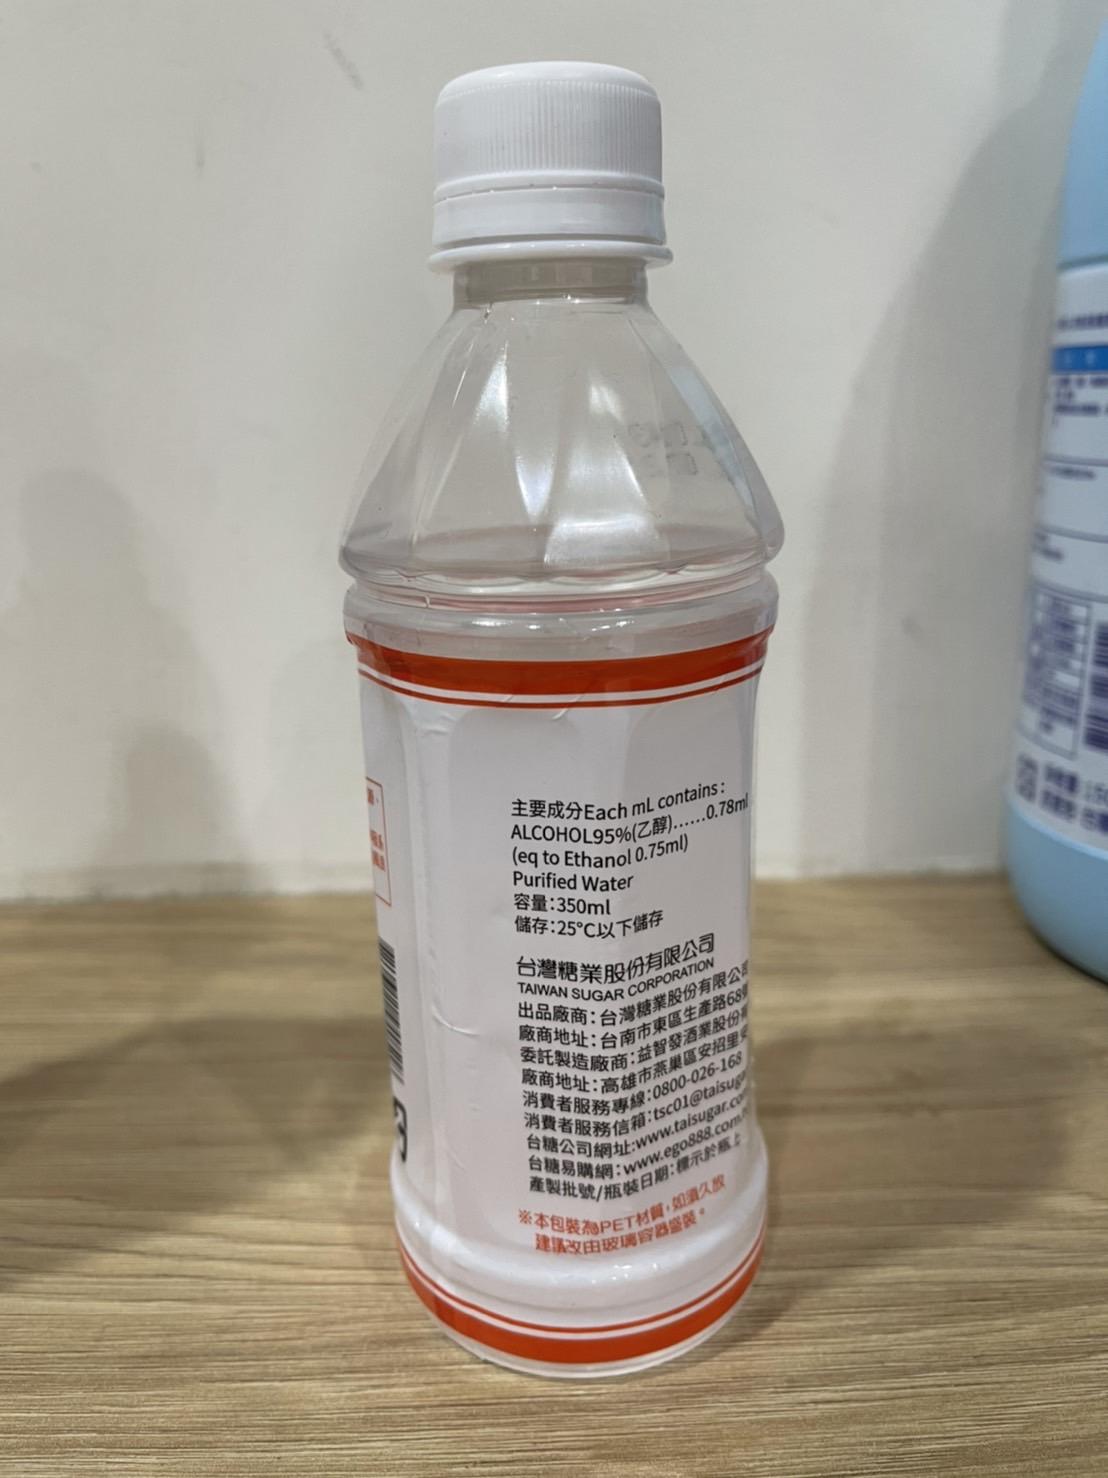 主要成分Each mL contains：
ALCOHOL95%(乙醇)......0.78ml
(eq to Ethanol 0.75ml)
Purified Water
容量：350ml
儲存：25℃以下儲存
台灣糖業股份有限公司
TAIWAN SUGAR CORPORATION
出品廠商：台灣糖業股份有限公司
廠商地址：台南市東區生產路68號
委託製造廠商：益智發酒業股份有
廠商地址：高雄市燕巢區安招里安
消費者服務專線：0800-026-168
消費者服務信箱：tsc01@taisugar
台糖公司網址：www.taisugar.com
台糖易購網：www.ego888.com
產製批號/瓶裝日期：標示於瓶上
※本包裝為PET材質，如須久放
建議改由玻璃容器盛裝。